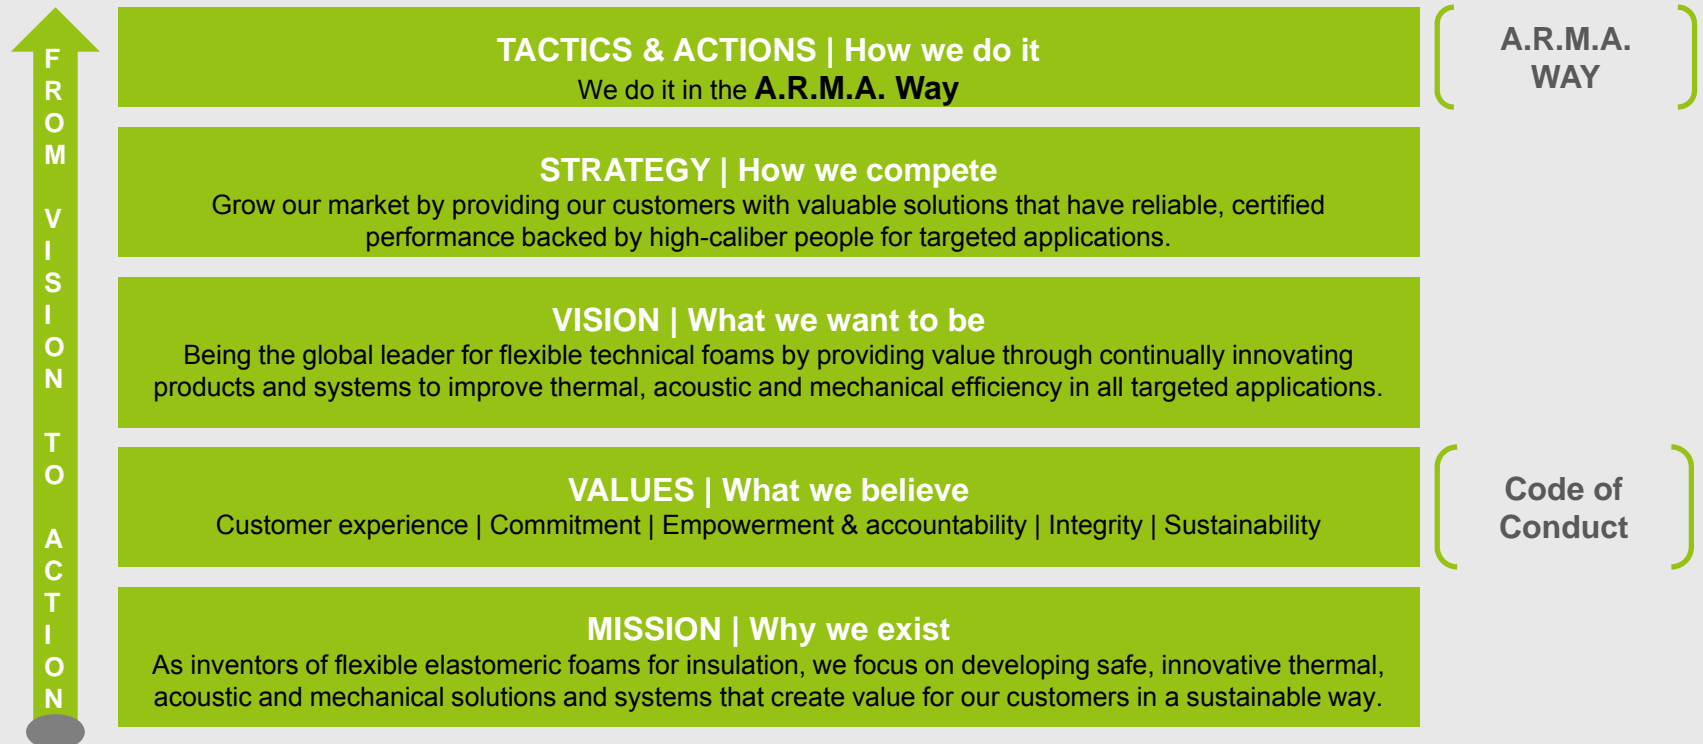 FROM VISION TO ACTION
TACTICS & ACTIONS | How we do it
We do it in the A.R.M.A. Way
A.R.M.A.
WAY
STRATEGY | How we compete
Grow our market by providing our customers with valuable solutions that have reliable, certified
performance backed by high-caliber people for targeted applications.
VISION | What we want to be
Being the global leader for flexible technical foams by providing value through continually innovating
products and systems to improve thermal, acoustic and mechanical efficiency in all targeted applications.
VALUES | What we believe
Customer experience | Commitment | Empowerment & accountability | Integrity | Sustainability
Code of
Conduct
MISSION | Why we exist
As inventors of flexible elastomeric foams for insulation, we focus on developing safe, innovative thermal,
acoustic and mechanical solutions and systems that create value for our customers in a sustainable way.